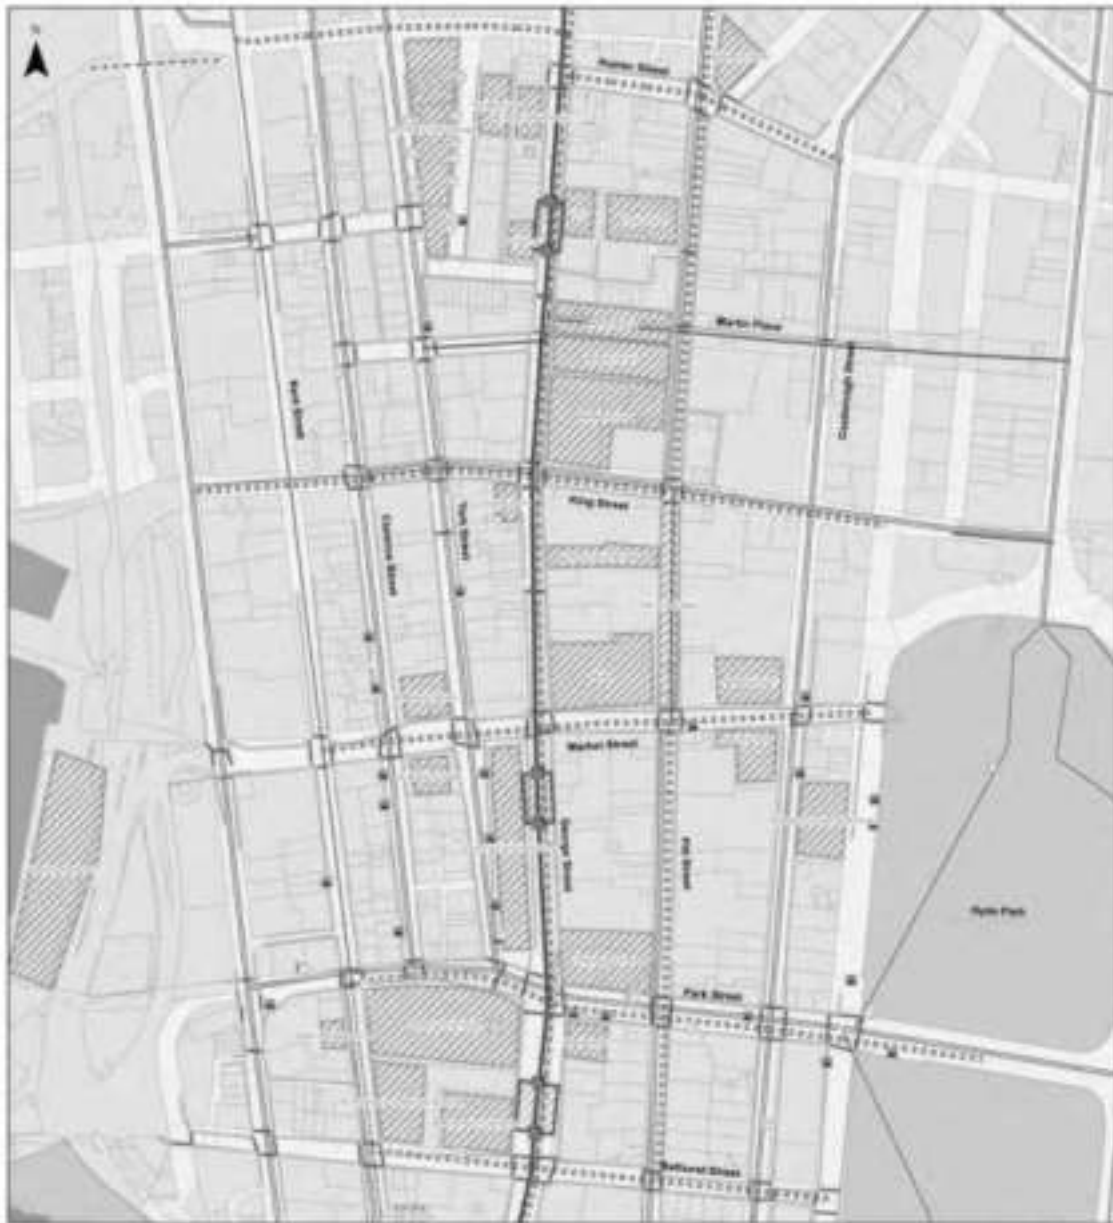 N
Hunter Street
Martin Place
Castlereagh Street
Kent Street
King Street
York Street
Clarence Street
Market Street
George Street
Pitt Street
Hyde Park
Park Street
Bathurst Street